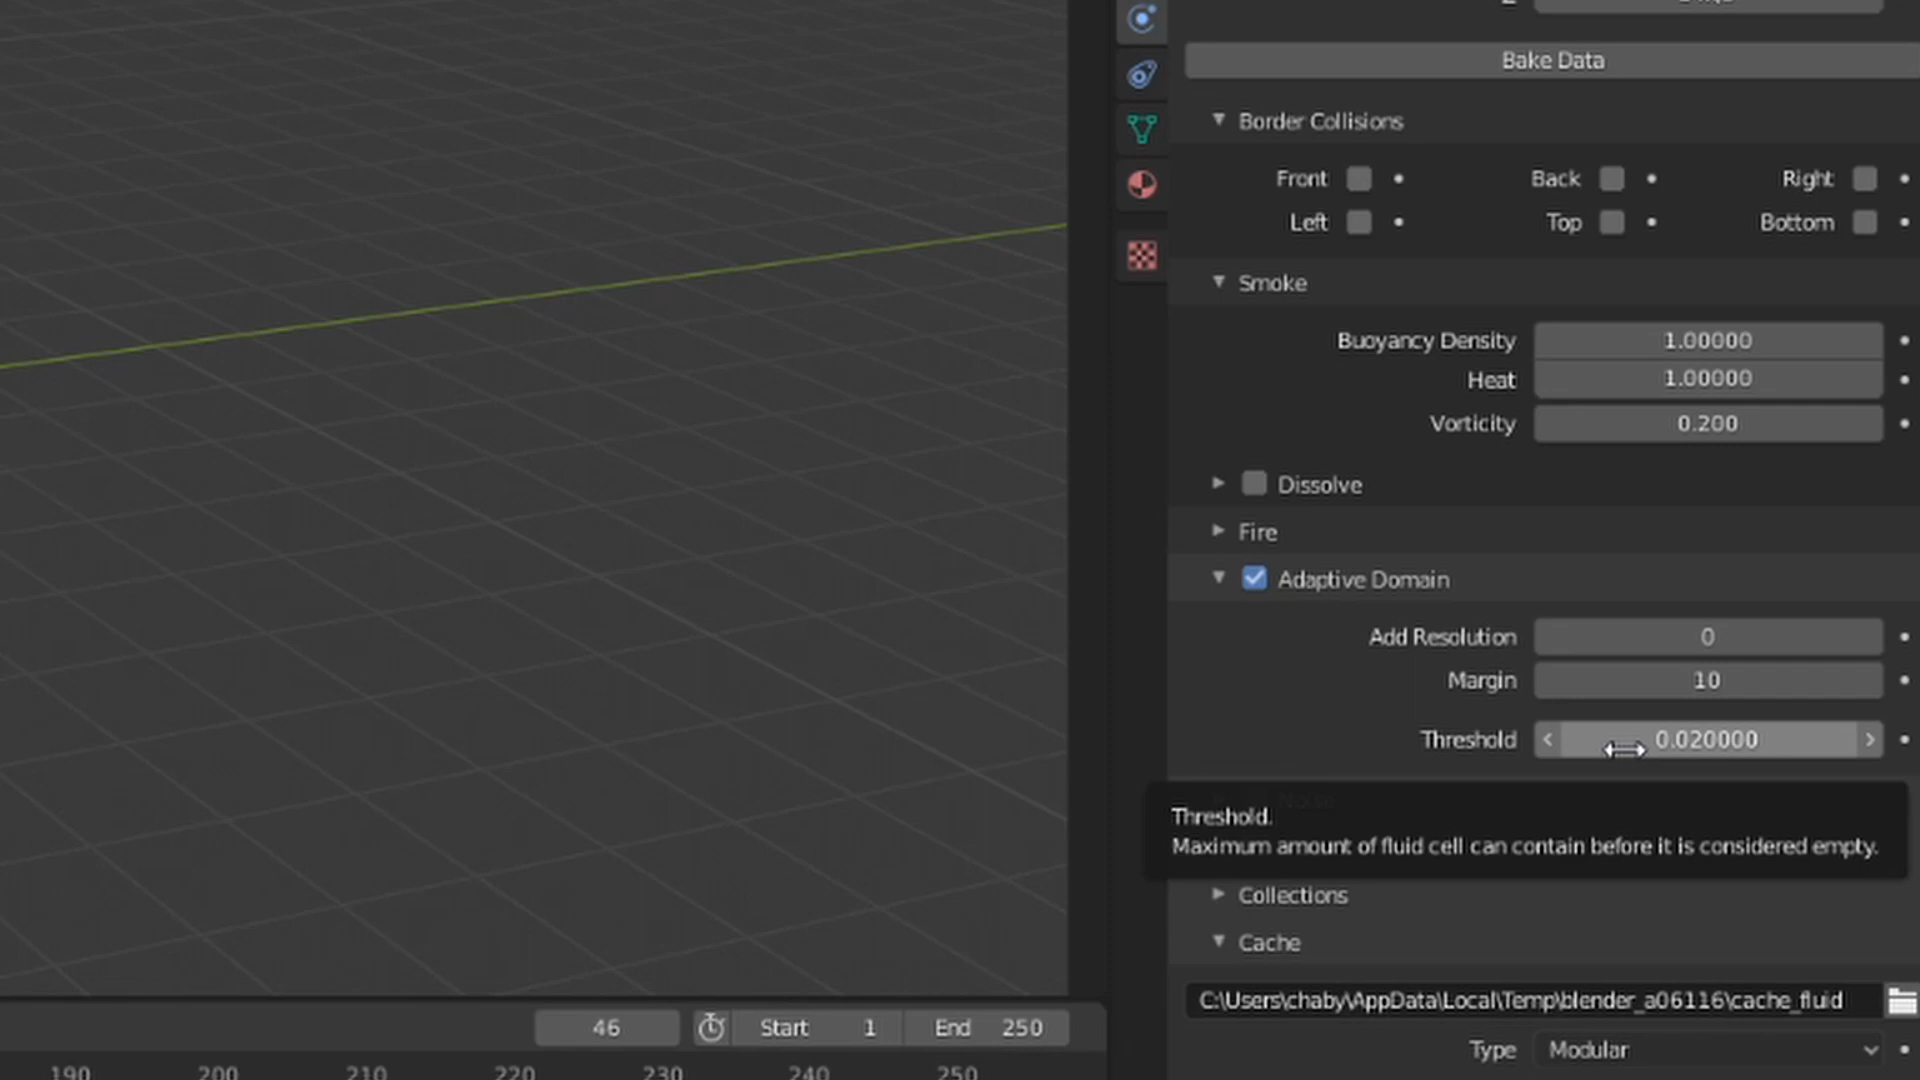 Bake Data
Border Collisions
Front Back Right
Left Top Bottom
Smoke
Buoyancy Density 1.00000
Heat 1.00000
Vorticity 0.200
Dissolve
Fire
Adaptive Domain
Add Resolution 0
Margin 10
Threshold 0.020000
Threshold.
Maximum amount of fluid cell can contain before it is considered empty.
Collections
Cache
C:\Users\chaby\AppData\Local\Temp\blender_a06116\cache_fluid
Type Modular
46 Start 1 End 250
190 200 210 220 230 240 250